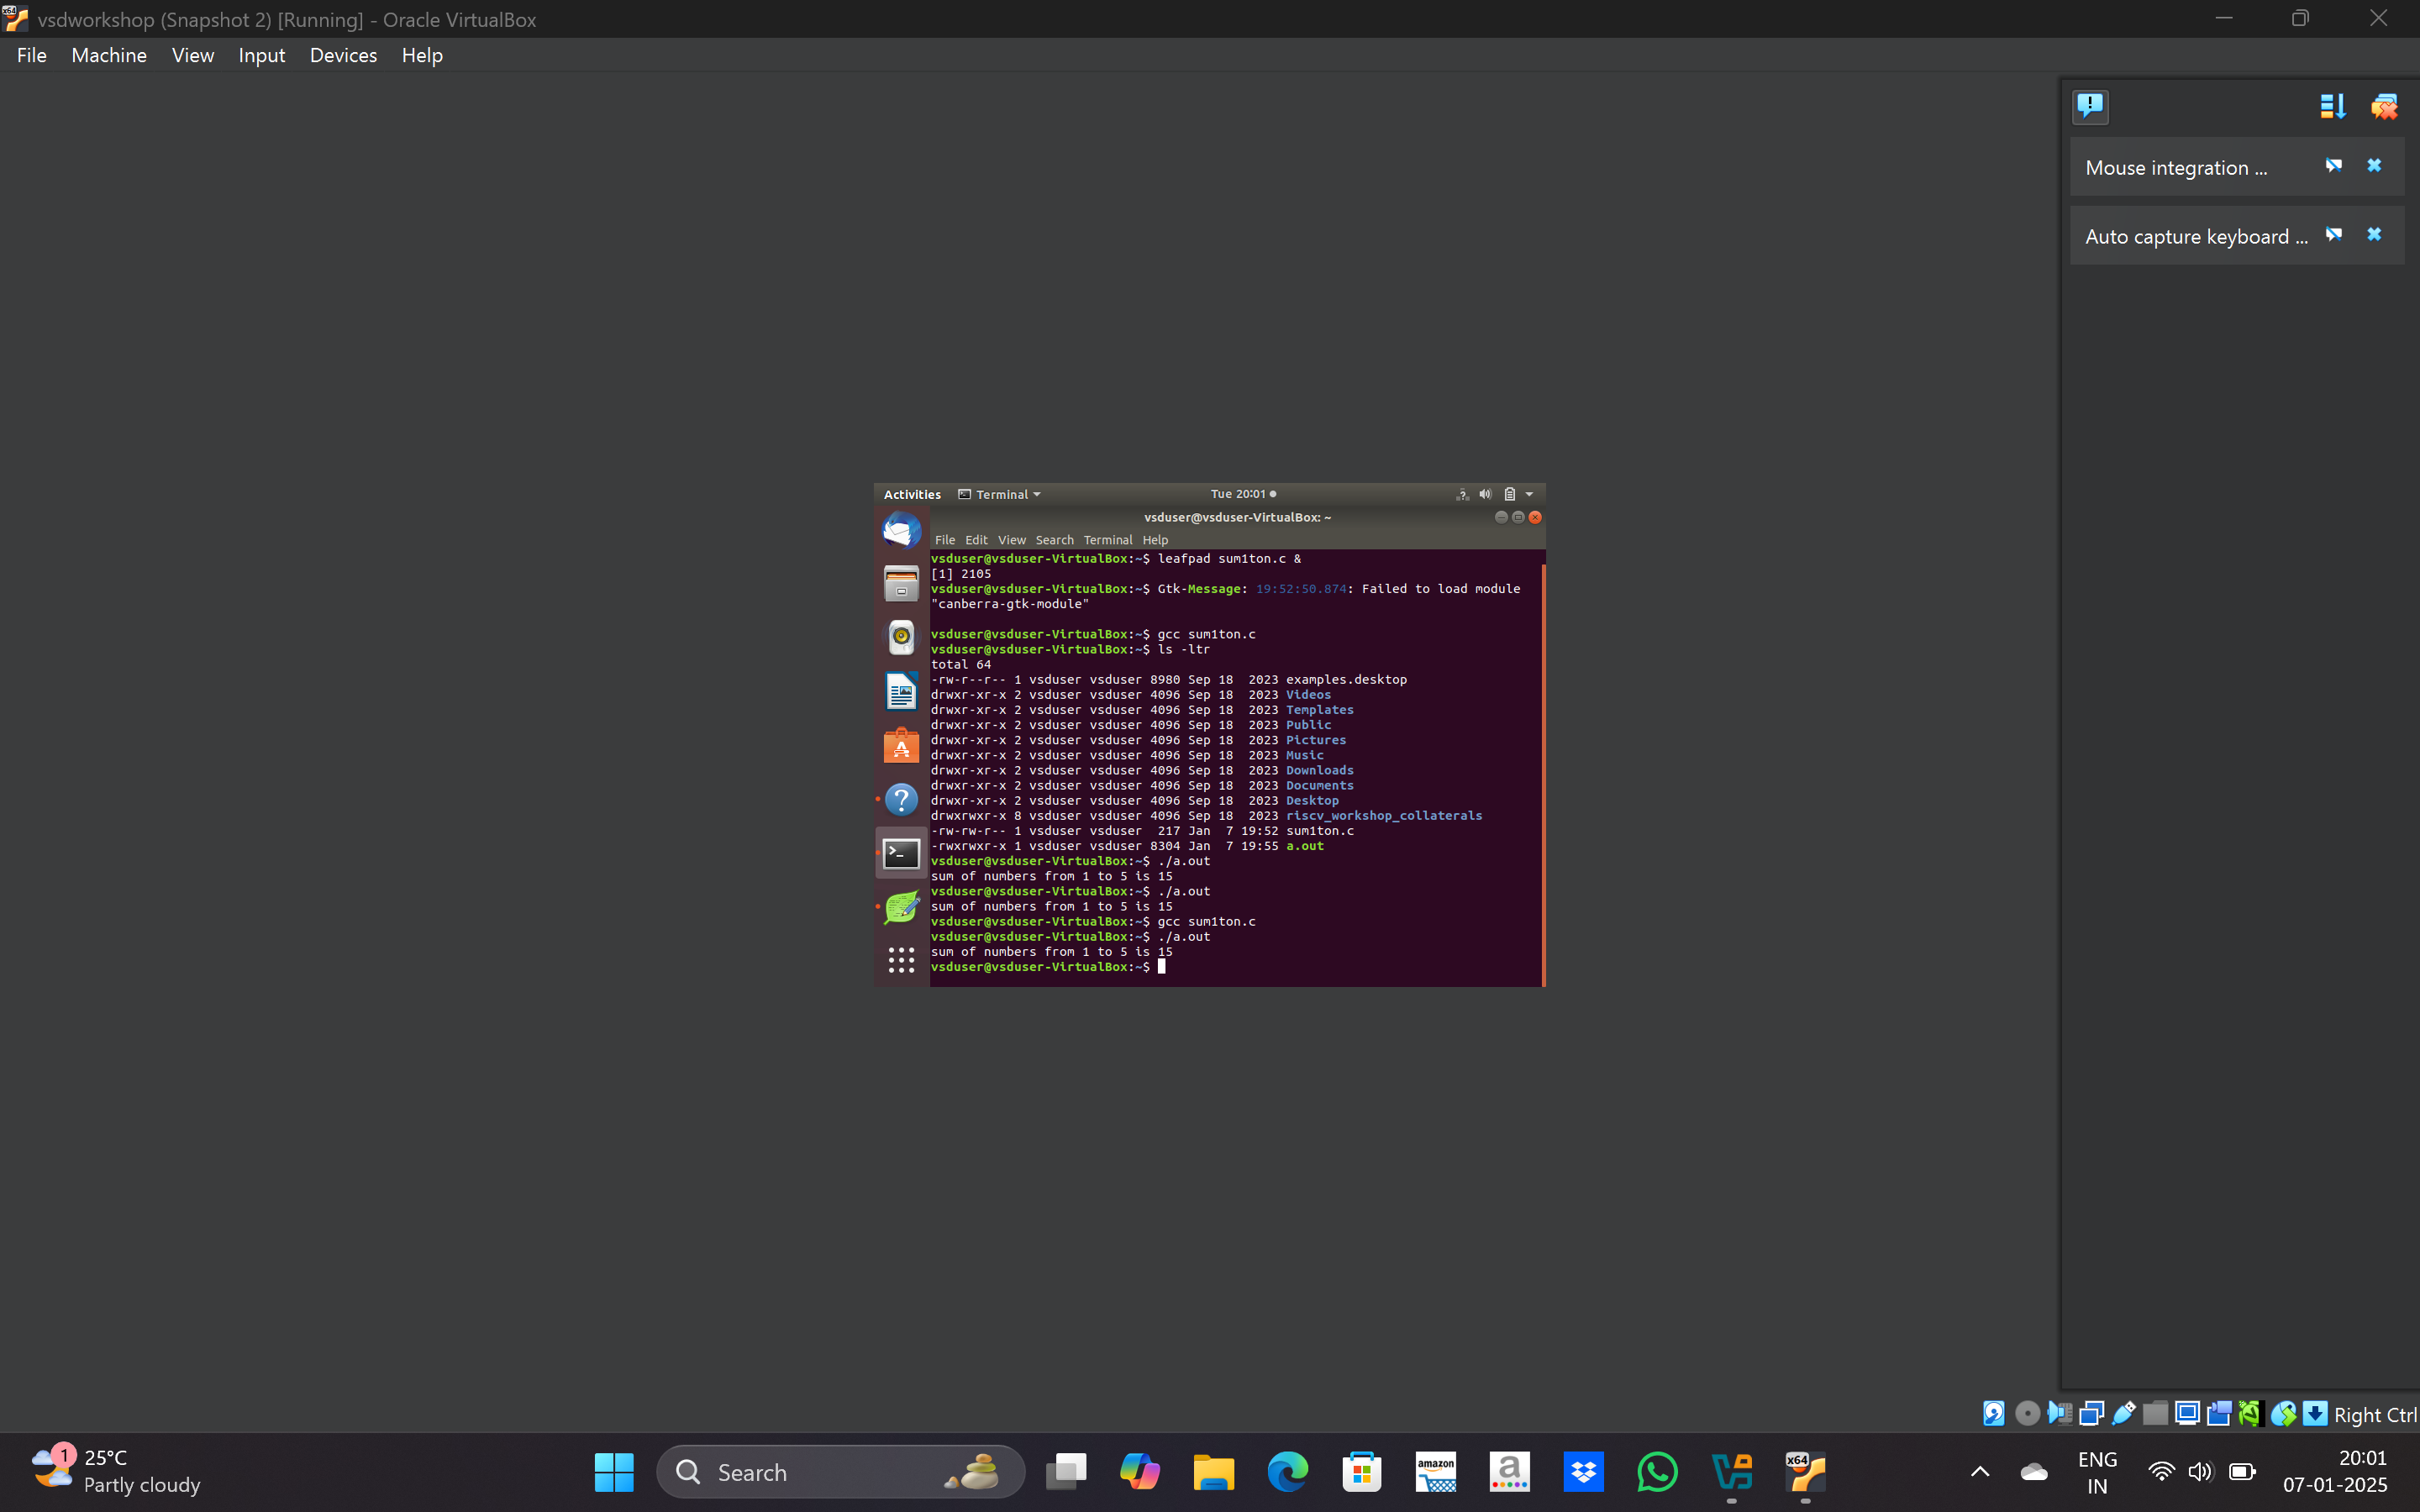 vsdworkshop (Snapshot 2) [Running] - Oracle VirtualBox
File Machine View Input Devices Help
Mouse integration ...
Auto capture keyboard ...
Activities Terminal Tue 20:01
vsduser@vsduser-VirtualBox: ~
File Edit View Search Terminal Help
vsduser@vsduser-VirtualBox:~$ leafpad sum1ton.c &
[1] 2105
vsduser@vsduser-VirtualBox:~$ Gtk-Message: 19:52:50.874: Failed to load module
"canberra-gtk-module"
vsduser@vsduser-VirtualBox:~$ gcc sum1ton.c
vsduser@vsduser-VirtualBox:~$ ls -ltr
total 64
-rw-r--r-- 1 vsduser vsduser 8980 Sep 18  2023 examples.desktop
drwxr-xr-x 2 vsduser vsduser 4096 Sep 18  2023 Videos
drwxr-xr-x 2 vsduser vsduser 4096 Sep 18  2023 Templates
drwxr-xr-x 2 vsduser vsduser 4096 Sep 18  2023 Public
drwxr-xr-x 2 vsduser vsduser 4096 Sep 18  2023 Pictures
drwxr-xr-x 2 vsduser vsduser 4096 Sep 18  2023 Music
drwxr-xr-x 2 vsduser vsduser 4096 Sep 18  2023 Downloads
drwxr-xr-x 2 vsduser vsduser 4096 Sep 18  2023 Documents
drwxr-xr-x 2 vsduser vsduser 4096 Sep 18  2023 Desktop
drwxrwxr-x 8 vsduser vsduser 4096 Sep 18  2023 riscv_workshop_collaterals
-rw-rw-r-- 1 vsduser vsduser  217 Jan  7 19:52 sum1ton.c
-rwxrwxr-x 1 vsduser vsduser 8304 Jan  7 19:55 a.out
vsduser@vsduser-VirtualBox:~$ ./a.out
sum of numbers from 1 to 5 is 15
vsduser@vsduser-VirtualBox:~$ ./a.out
sum of numbers from 1 to 5 is 15
vsduser@vsduser-VirtualBox:~$ gcc sum1ton.c
vsduser@vsduser-VirtualBox:~$ ./a.out
sum of numbers from 1 to 5 is 15
vsduser@vsduser-VirtualBox:~$
Right Ctrl
1
25°C
Partly cloudy
Search
amazon
a
x64
ENG
IN
20:01
07-01-2025